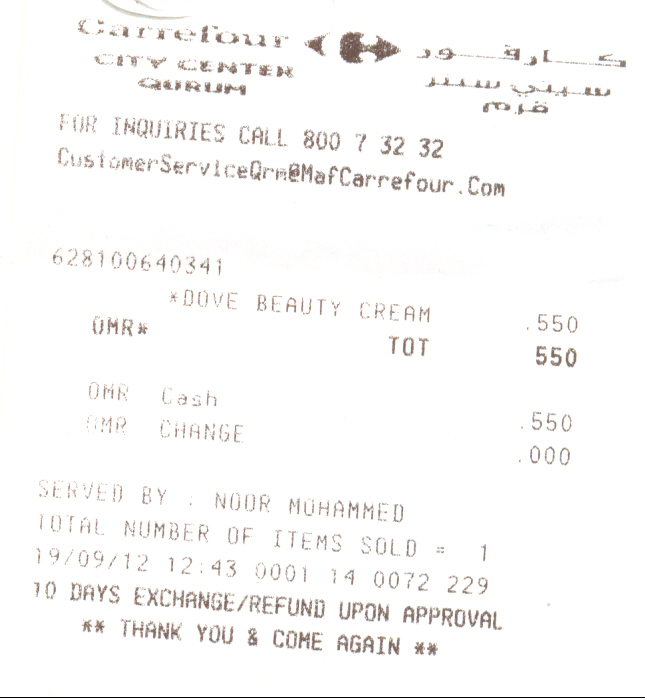 Carrefour كارفور
CITY CENTER سيتي سنتر
QURUM قرم
FOR INQUIRIES CALL 800 7 32 32
CustomerServiceQrm@MafCarrefour.Com
628100640341
*DOVE BEAUTY CREAM .550
OMR* TOT 550
OMR Cash .550
OMR CHANGE .000
SERVED BY : NOOR MOHAMMED
TOTAL NUMBER OF ITEMS SOLD = 1
19/09/12 12:43 0001 14 0072 229
10 DAYS EXCHANGE/REFUND UPON APPROVAL
** THANK YOU & COME AGAIN **